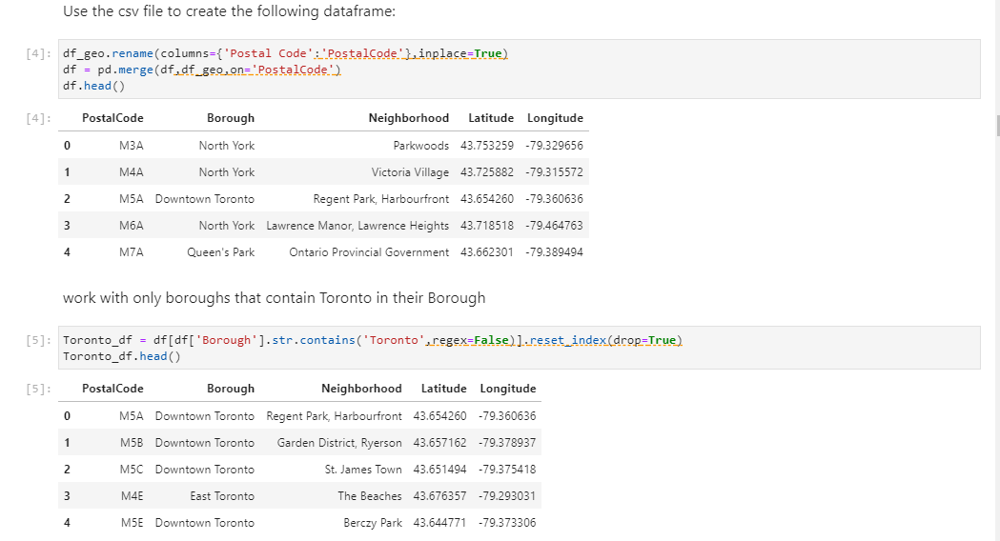 Use the csv file to create the following dataframe:
[4]: df_geo.rename(columns={'Postal Code':'PostalCode'},inplace=True)
df = pd.merge(df,df_geo,on='PostalCode')
df.head()
[4]: PostalCode Borough Neighborhood Latitude Longitude
0 M3A North York Parkwoods 43.753259 -79.329656
1 M4A North York Victoria Village 43.725882 -79.315572
2 M5A Downtown Toronto Regent Park, Harbourfront 43.654260 -79.360636
3 M6A North York Lawrence Manor, Lawrence Heights 43.718518 -79.464763
4 M7A Queen's Park Ontario Provincial Government 43.662301 -79.389494
work with only boroughs that contain Toronto in their Borough
[5]: Toronto_df = df[df['Borough'].str.contains('Toronto',regex=False)].reset_index(drop=True)
Toronto_df.head()
[5]: PostalCode Borough Neighborhood Latitude Longitude
0 M5A Downtown Toronto Regent Park, Harbourfront 43.654260 -79.360636
1 M5B Downtown Toronto Garden District, Ryerson 43.657162 -79.378937
2 M5C Downtown Toronto St. James Town 43.651494 -79.375418
3 M4E East Toronto The Beaches 43.676357 -79.293031
4 M5E Downtown Toronto Berczy Park 43.644771 -79.373306